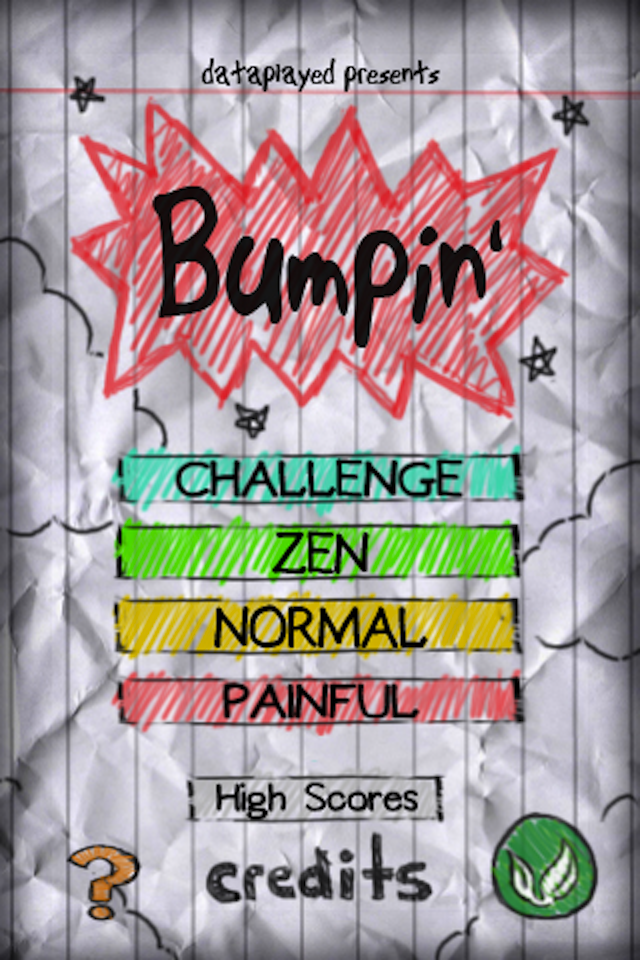 dataplayed presents
Bumpin'
CHALLENGE
ZEN
NORMAL
PAINFUL
High Scores
?
credits